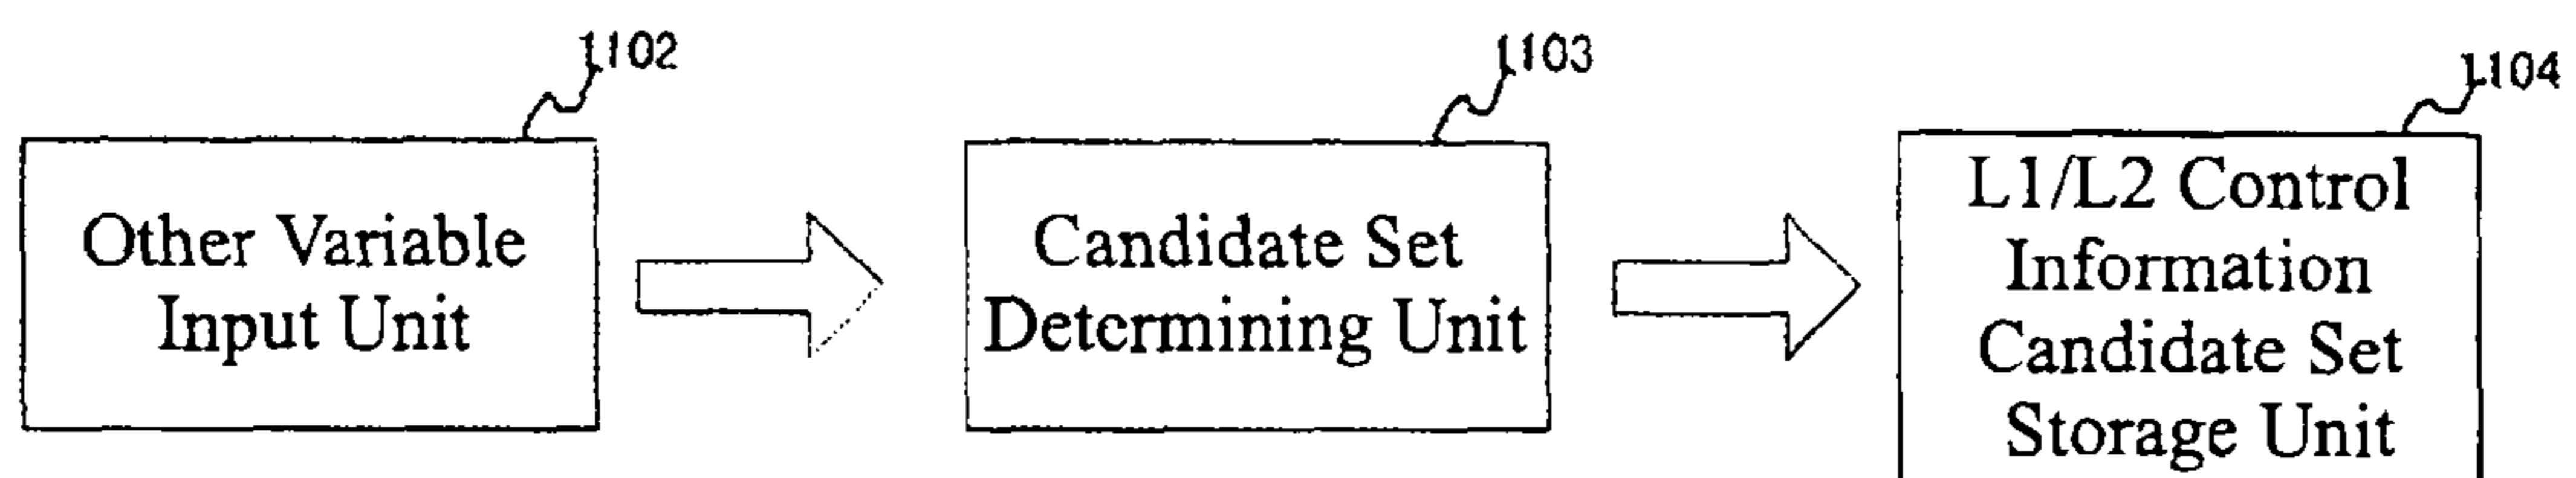 1102
1103
1104
Other Variable
Input Unit
Candidate Set
Determining Unit
L1/L2 Control
Information
Candidate Set
Storage Unit